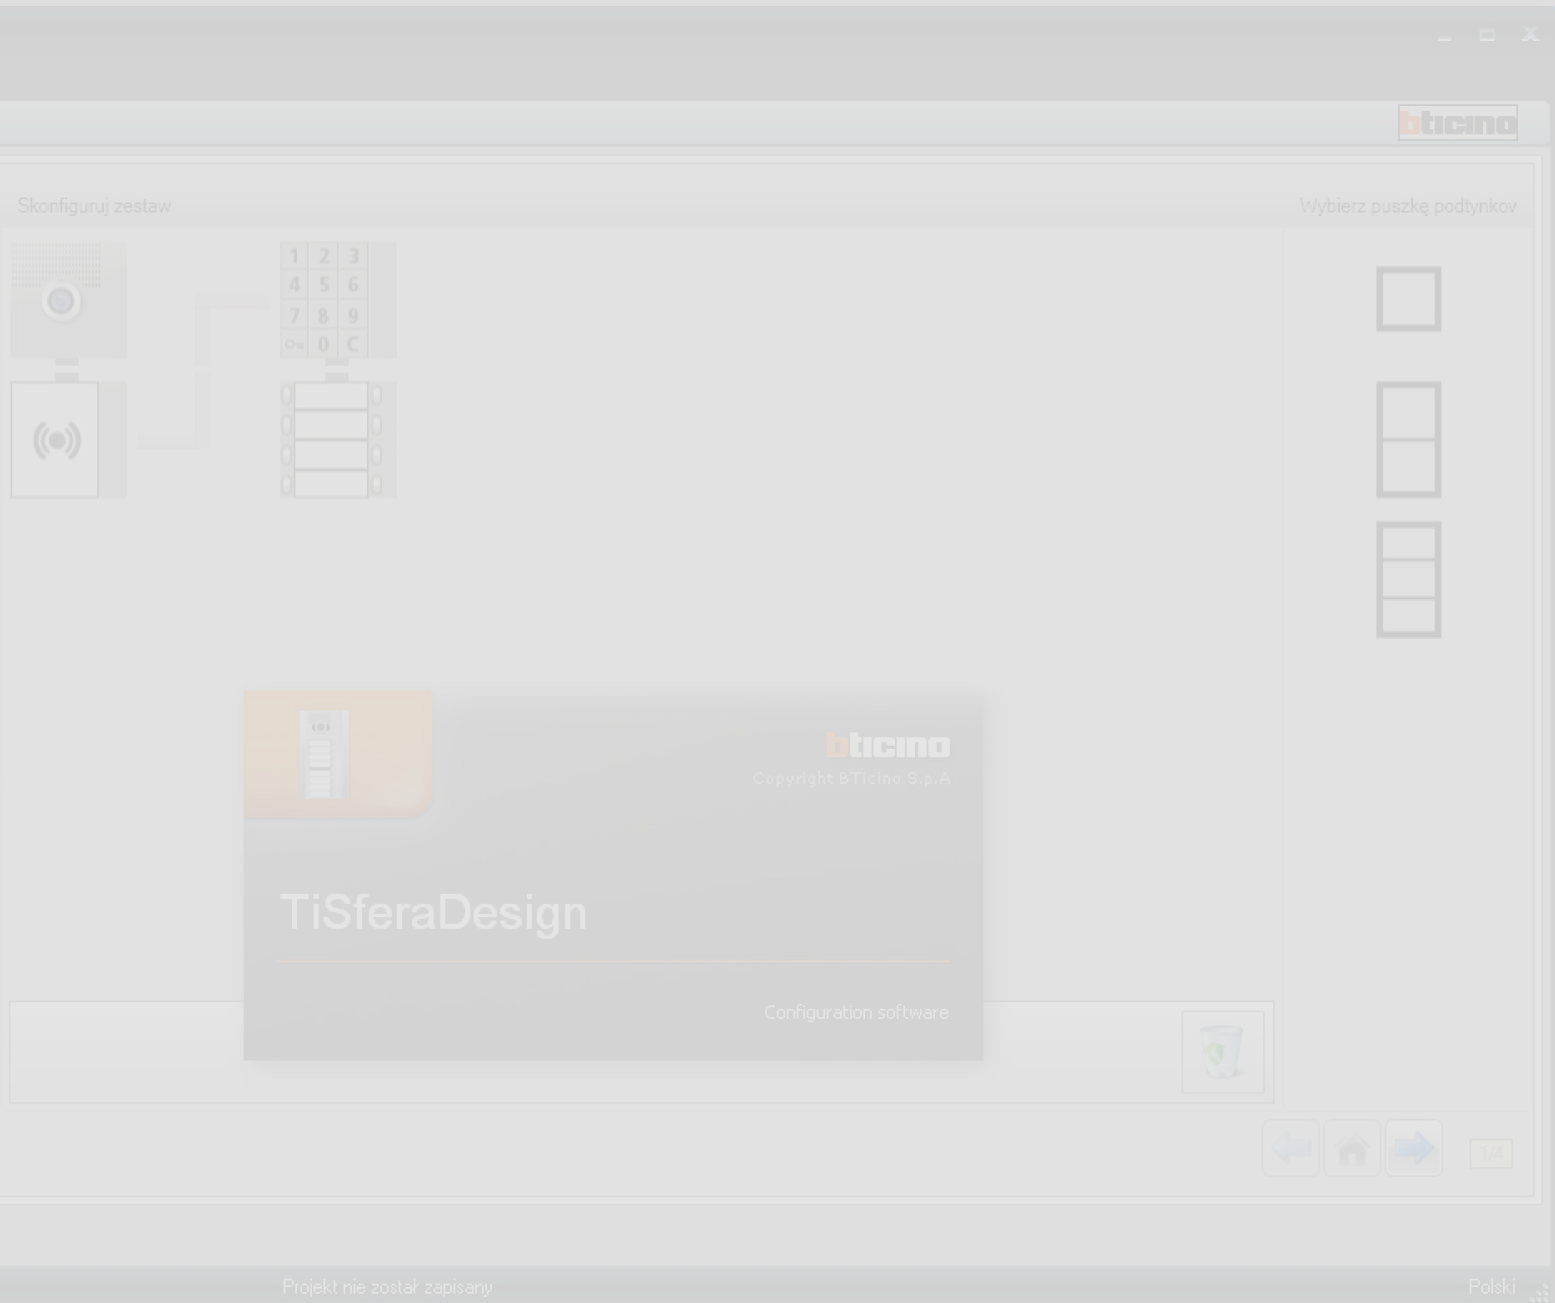 bticino
Skonfiguruj zestaw
Wybierz puszkę podtynkov
1 2 3
4 5 6
7 8 9
0 C
bticino
Copyright BTicino S.p.A
TiSferaDesign
Configuration software
1/4
Projekt nie został zapisany
Polski